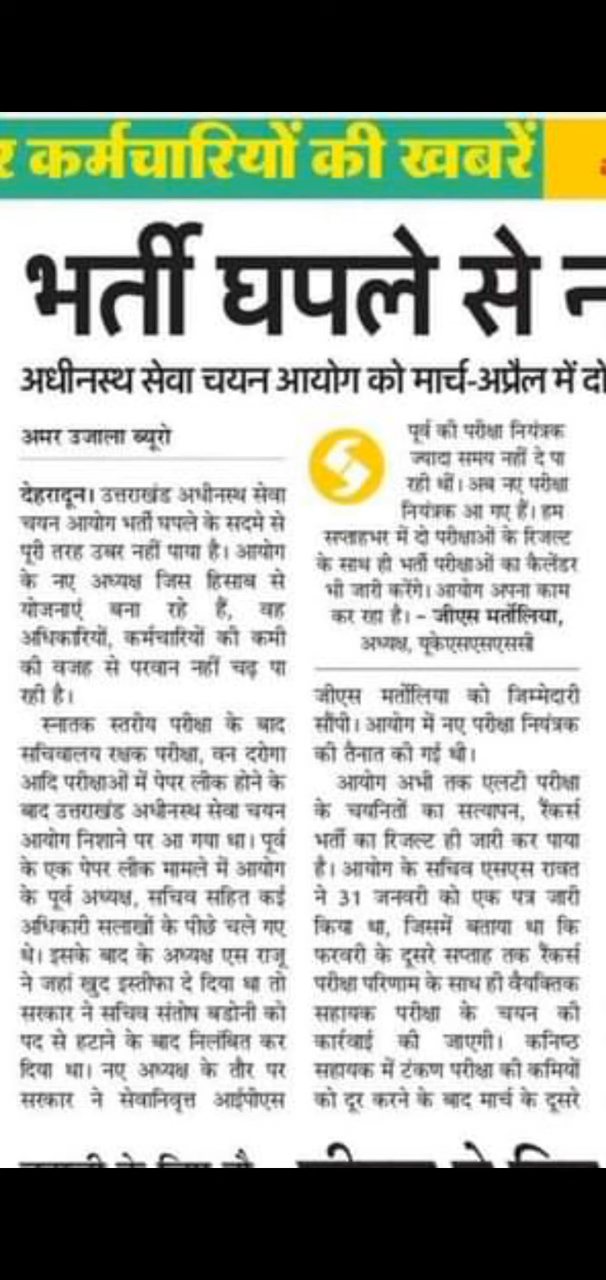 कर्मचारियों की खबरें
भर्ती घपले से
अधीनस्थ सेवा चयन आयोग को मार्च-अप्रैल में दो
अमर उजाला ब्यूरो
देहरादून। उत्तराखंड अधीनस्थ सेवा
चयन आयोग भर्ती घपले के सदमे से
पूरी तरह उबर नहीं पाया है। आयोग
के नए अध्यक्ष जिस हिसाब से
योजनाएं बना रहे हैं, वह
अधिकारियों, कर्मचारियों की कमी
की वजह से परवान नहीं चढ़ पा
रही है।
स्नातक स्तरीय परीक्षा के बाद
सचिवालय रक्षक परीक्षा, वन दरोगा
आदि परीक्षाओं में पेपर लीक होने के
बाद उत्तराखंड अधीनस्थ सेवा चयन
आयोग निशाने पर आ गया था। पूर्व
के एक पेपर लीक मामले में आयोग
के पूर्व अध्यक्ष, सचिव सहित कई
अधिकारी सलाखों के पीछे चले गए
थे। इसके बाद के अध्यक्ष एस राजू
ने जहां खुद इस्तीफा दे दिया था तो
सरकार ने सचिव संतोष बडोनी को
पद से हटाने के बाद निलंबित कर
दिया था। नए अध्यक्ष के तौर पर
सरकार ने सेवानिवृत्त आईपीएस
पूर्व की परीक्षा नियंत्रक
ज्यादा समय नहीं दे पा
रही थीं। अब नए परीक्षा
नियंत्रक आ गए हैं। हम
सप्ताहभर में दो परीक्षाओं के रिजल्ट
के साथ ही भर्ती परीक्षाओं का कैलेंडर
भी जारी करेंगे। आयोग अपना काम
कर रहा है। - जीएस मर्तोलिया,
अध्यक्ष, यूकेएसएसएससी
जीएस मर्तोलिया को जिम्मेदारी
सौंपी। आयोग में नए परीक्षा नियंत्रक
की तैनात की गई थी।
आयोग अभी तक एलटी परीक्षा
के चयनितों का सत्यापन, रैंकर्स
भर्ती का रिजल्ट ही जारी कर पाया
है। आयोग के सचिव एसएस रावत
ने 31 जनवरी को एक पत्र जारी
किया था, जिसमें बताया था कि
फरवरी के दूसरे सप्ताह तक रैंकर्स
परीक्षा परिणाम के साथ ही वैयक्तिक
सहायक परीक्षा के चयन की
कार्रवाई की जाएगी। कनिष्ठ
सहायक में टंकण परीक्षा की कमियों
को दूर करने के बाद मार्च के दूसरे